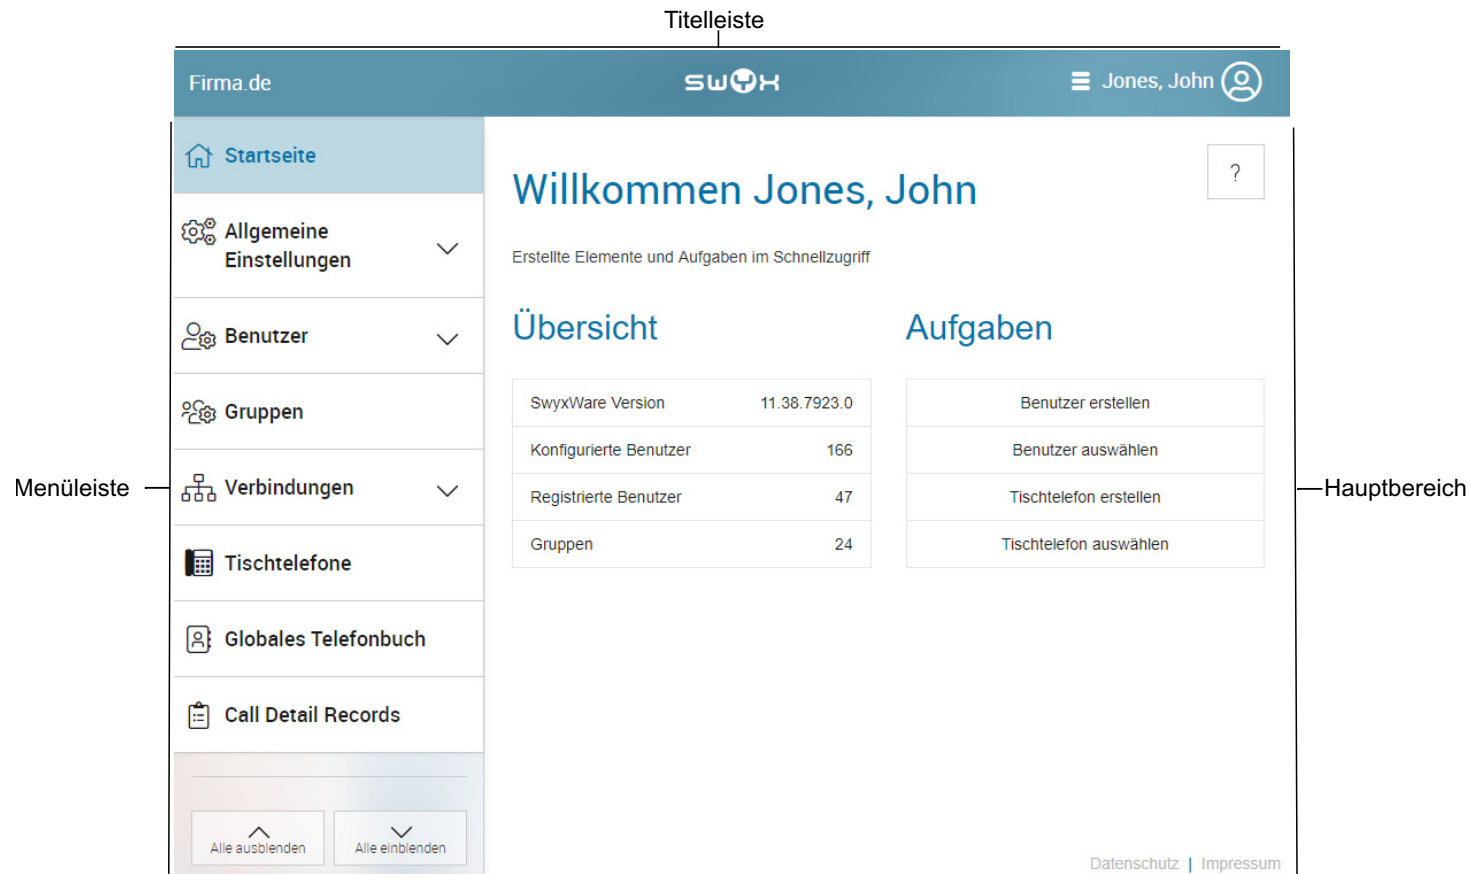 Titelleiste
Firma.de
swyx
Jones, John
Startseite
Allgemeine
Einstellungen
Benutzer
Gruppen
Verbindungen
Tischtelefone
Globales Telefonbuch
Call Detail Records
Alle ausblenden
Alle einblenden
Menüleiste
?
Willkommen Jones, John
Erstellte Elemente und Aufgaben im Schnellzugriff
Übersicht
SwyxWare Version 11.38.7923.0
Konfigurierte Benutzer 166
Registrierte Benutzer 47
Gruppen 24
Aufgaben
Benutzer erstellen
Benutzer auswählen
Tischtelefon erstellen
Tischtelefon auswählen
Datenschutz | Impressum
Hauptbereich